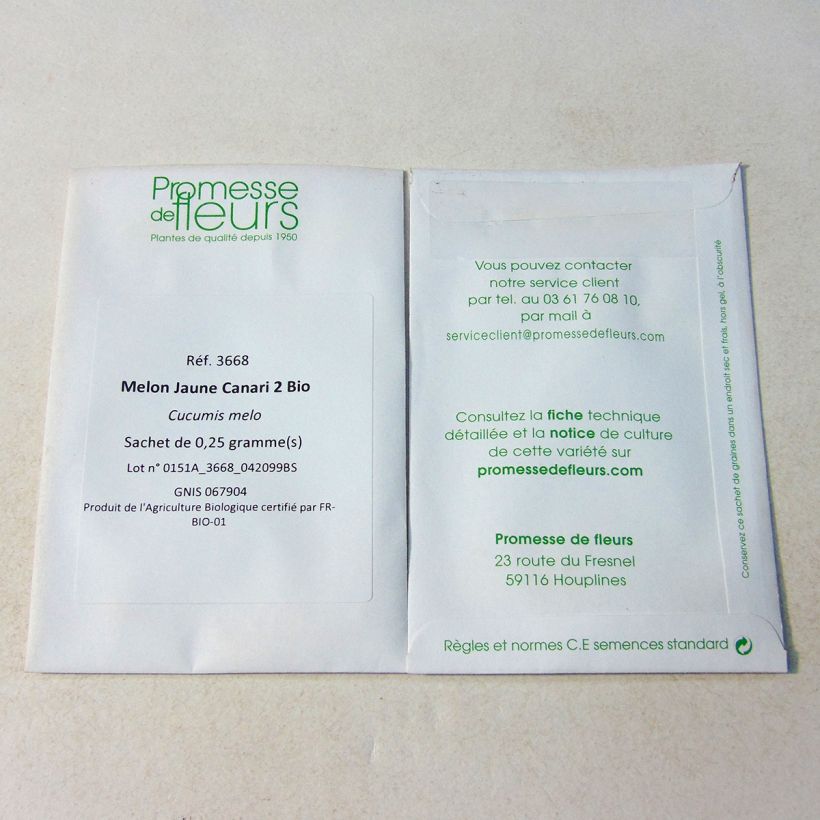 Promesse
de fleurs
Plantes de qualité depuis 1950
Réf. 3668
Melon Jaune Canari 2 Bio
Cucumis melo
Sachet de 0,25 gramme(s)
Lot n° 0151A_3668_042099BS
GNIS 067904
Produit de l'Agriculture Biologique certifié par FR-
BIO-01
Vous pouvez contacter
notre service client
par tel. au 03 61 76 08 10,
par mail à
serviceclient@promessedefleurs.com
Consultez la fiche technique
détaillée et la notice de culture
de cette variété sur
promessedefleurs.com
Promesse de fleurs
23 route du Fresnel
59116 Houplines
Règles et normes C.E semences standard
Conservez ce sachet de graines dans un endroit sec et frais, hors gel, à l'obscurité